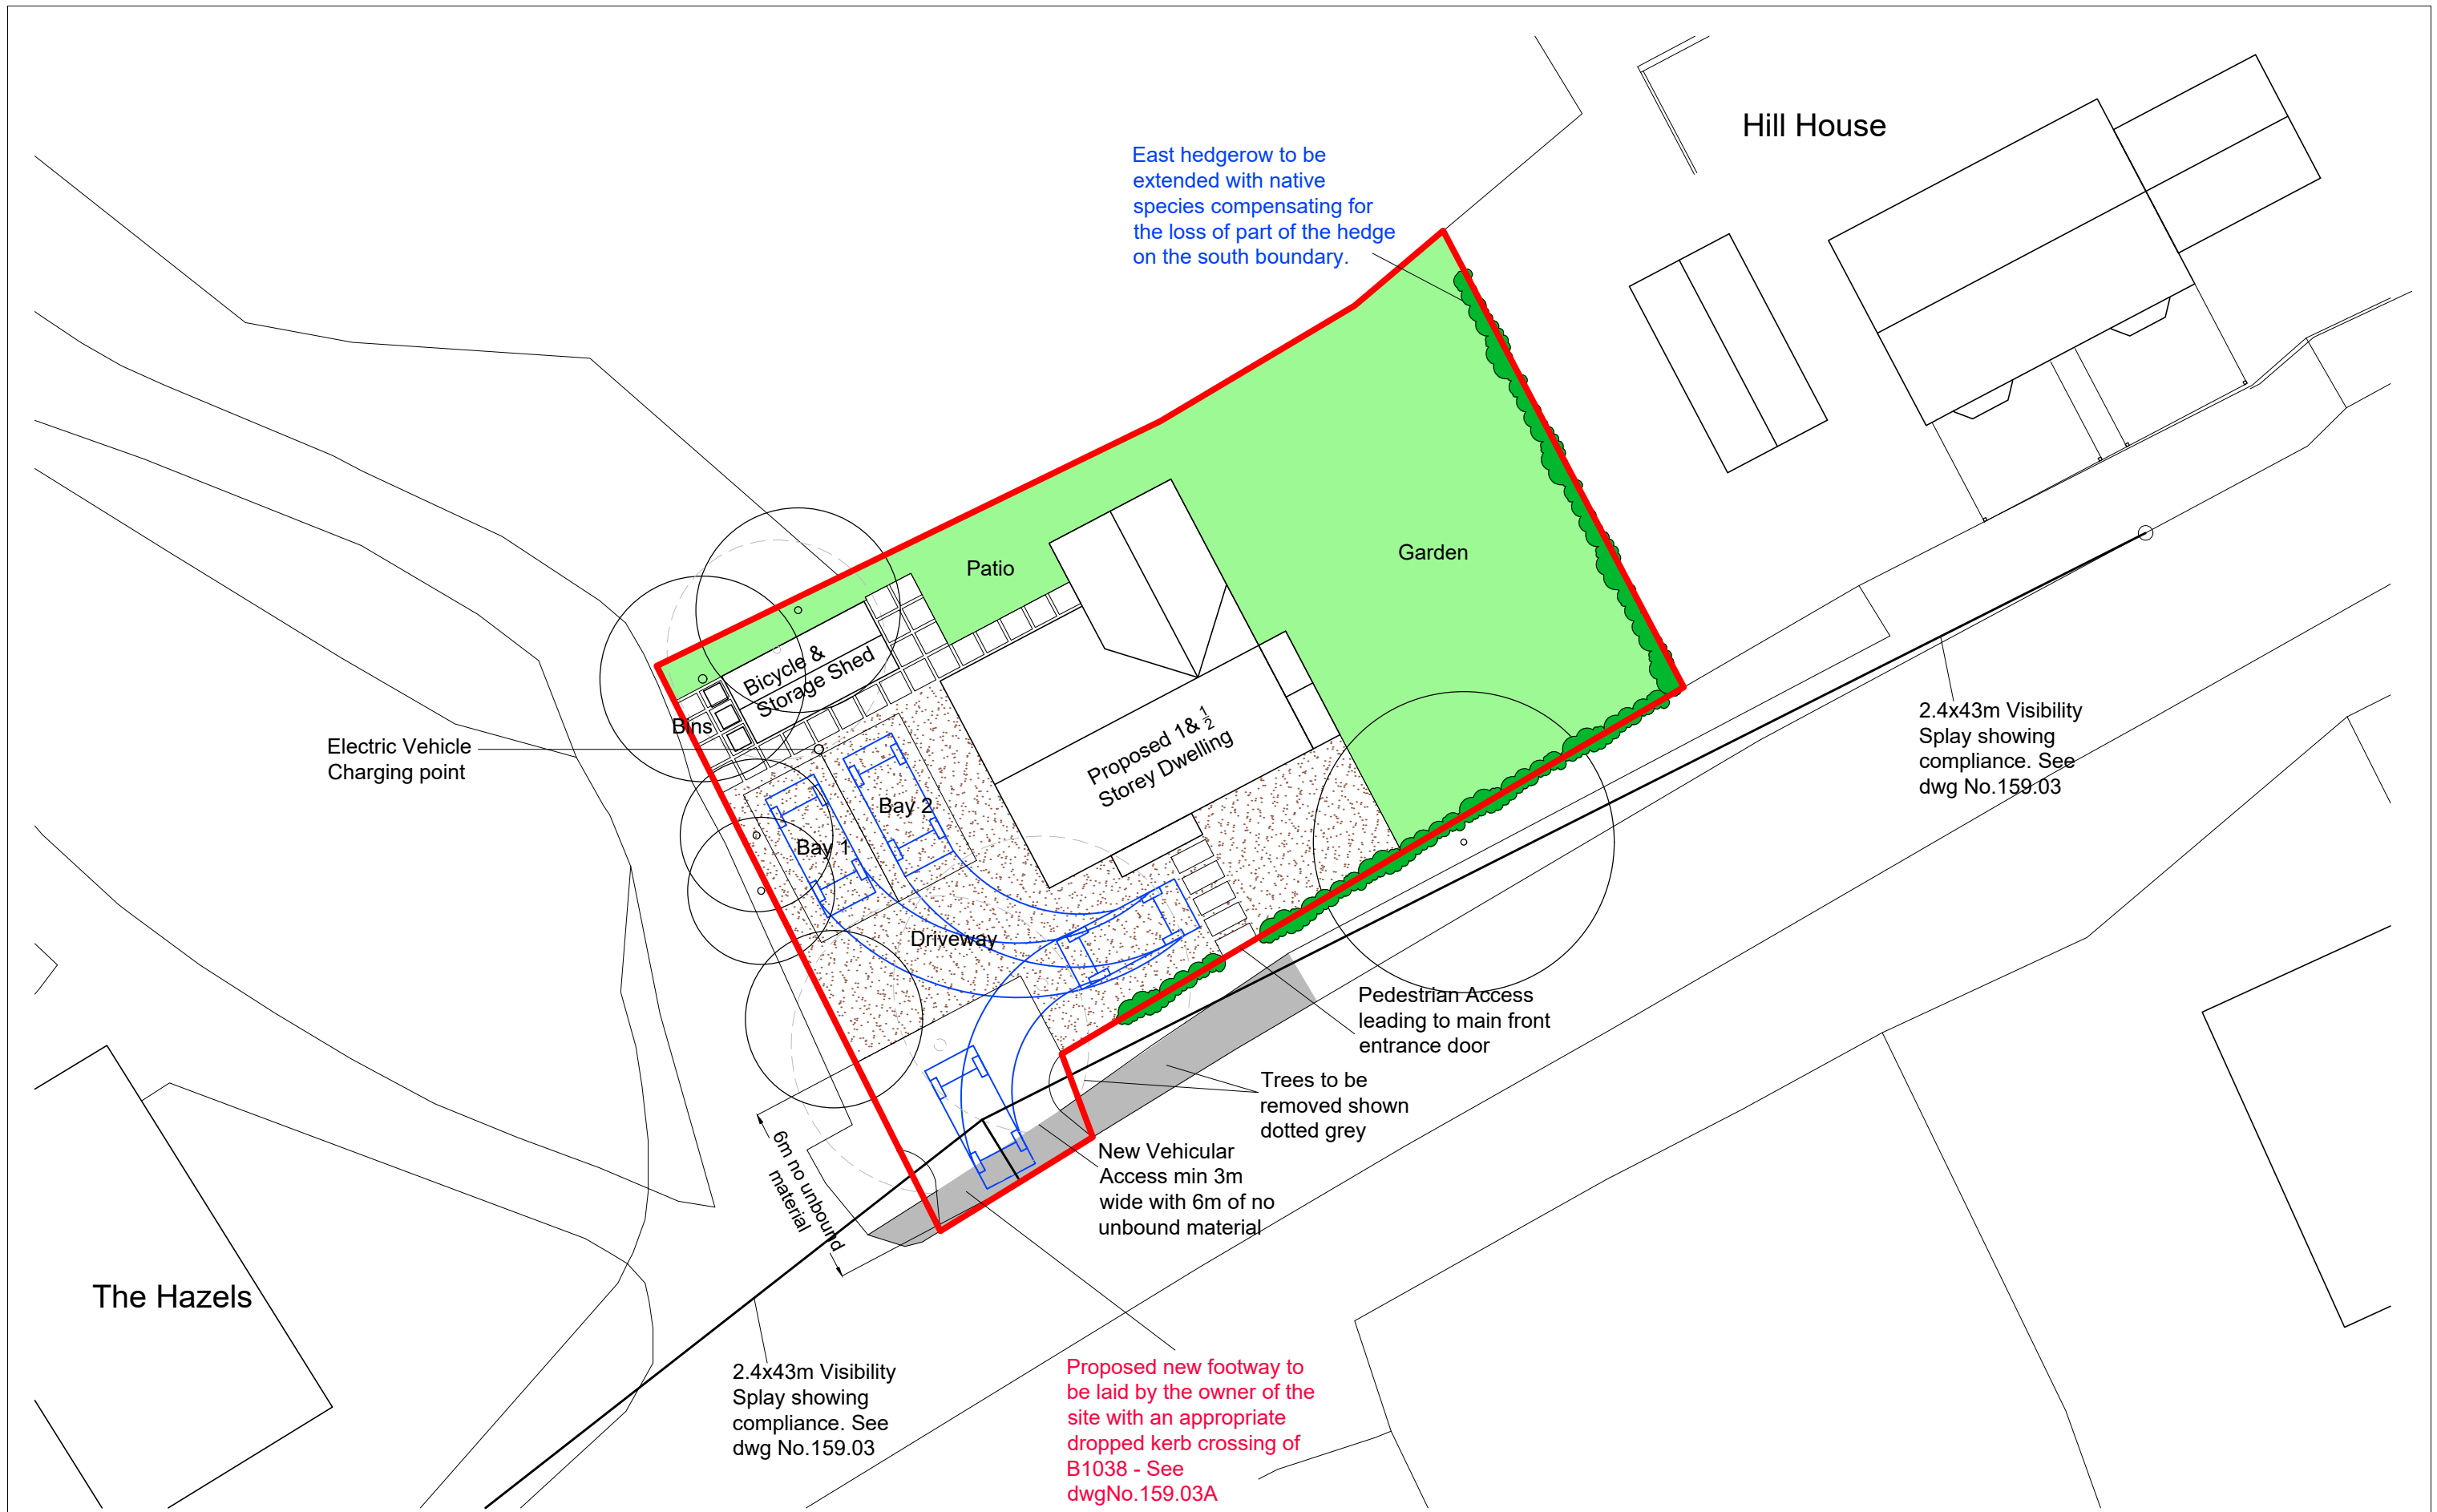 Hill House
East hedgerow to be
extended with native
species compensating for
the loss of part of the hedge
on the south boundary.
Garden
Patio
Bicycle &
Storage Shed
Bins
Electric Vehicle
Charging point
Proposed 1& 1/2
Storey Dwelling
2.4x43m Visibility
Splay showing
compliance. See
dwg No.159.03
Bay 2
Bay 1
Driveway
Pedestrian Access
leading to main front
entrance door
Trees to be
removed shown
dotted grey
New Vehicular
Access min 3m
wide with 6m of no
unbound material
6m no unbound
material
The Hazels
2.4x43m Visibility
Splay showing
compliance. See
dwg No.159.03
Proposed new footway to
be laid by the owner of the
site with an appropriate
dropped kerb crossing of
B1038 - See
dwgNo.159.03A